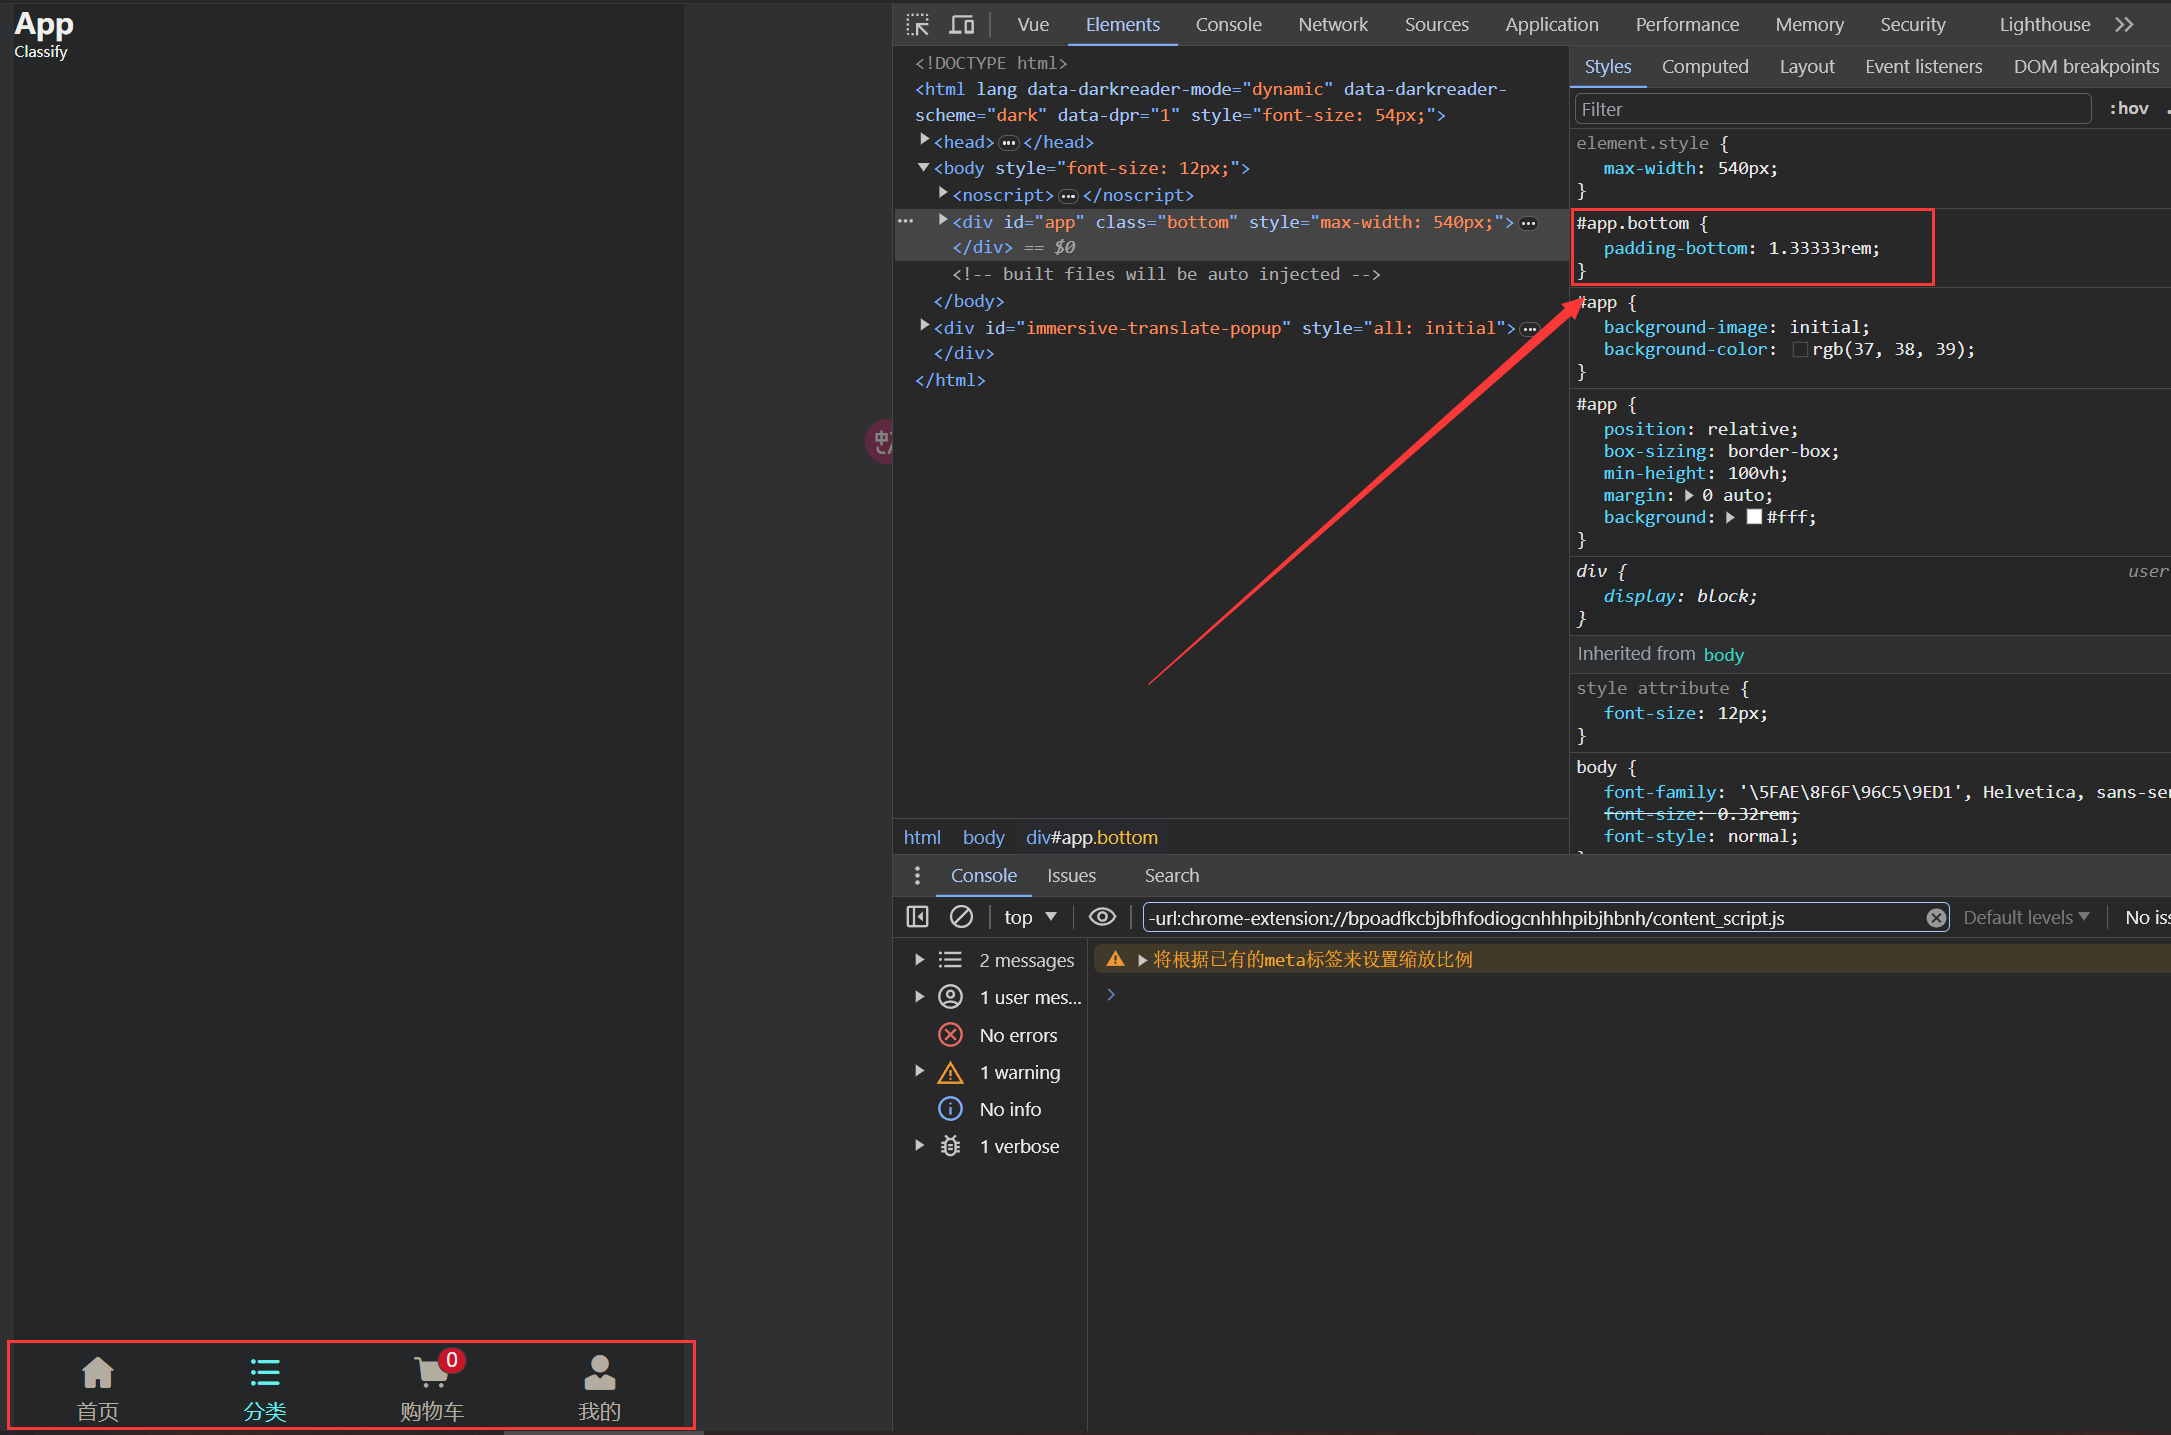 App
Classify
首页
分类
购物车
0
我的
Vue
Elements
Console
Network
Sources
Application
Performance
Memory
Security
Lighthouse
<!DOCTYPE html>
<html lang data-darkreader-mode="dynamic" data-darkreader-
scheme="dark" data-dpr="1" style="font-size: 54px;">
<head>…</head>
<body style="font-size: 12px;">
<noscript>…</noscript>
<div id="app" class="bottom" style="max-width: 540px;">…
</div> == $0
<!-- built files will be auto injected -->
</body>
<div id="immersive-translate-popup" style="all: initial">…
</div>
</html>
html
body
div#app.bottom
Styles
Computed
Layout
Event listeners
DOM breakpoints
Filter
:hov
element.style {
max-width: 540px;
}
#app.bottom {
padding-bottom: 1.33333rem;
}
#app {
background-image: initial;
background-color: rgb(37, 38, 39);
}
#app {
position: relative;
box-sizing: border-box;
min-height: 100vh;
margin: 0 auto;
background: #fff;
}
div {
user
display: block;
}
Inherited from body
style attribute {
font-size: 12px;
}
body {
font-family: '\5FAE\8F6F\96C5\9ED1', Helvetica, sans-ser
font-size: 0.32rem;
font-style: normal;
Console
Issues
Search
top
-url:chrome-extension://bpoadfkcbjbfhfodiogcnhhhpibjhbnh/content_script.js
Default levels
No iss
2 messages
1 user mes...
No errors
1 warning
No info
1 verbose
将根据已有的meta标签来设置缩放比例